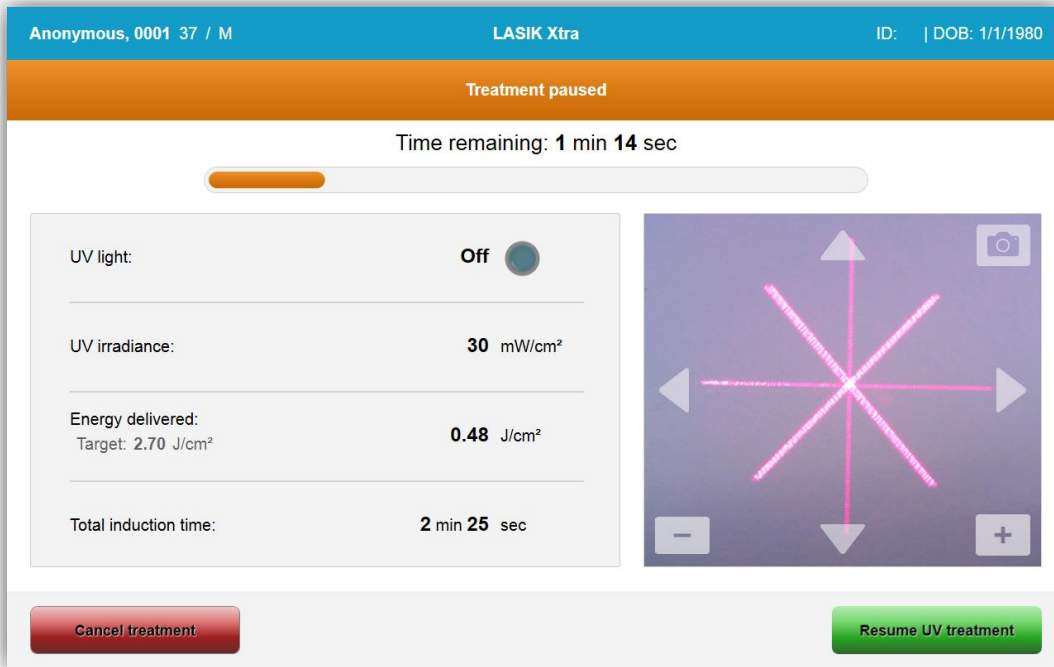 Anonymous, 0001 37 / M LASIK Xtra ID: | DOB: 1/1/1980
Treatment paused
Time remaining: 1 min 14 sec
UV light: Off
UV irradiance: 30 mW/cm²
Energy delivered:
Target: 2.70 J/cm² 0.48 J/cm²
Total induction time: 2 min 25 sec
− +
Cancel treatment Resume UV treatment